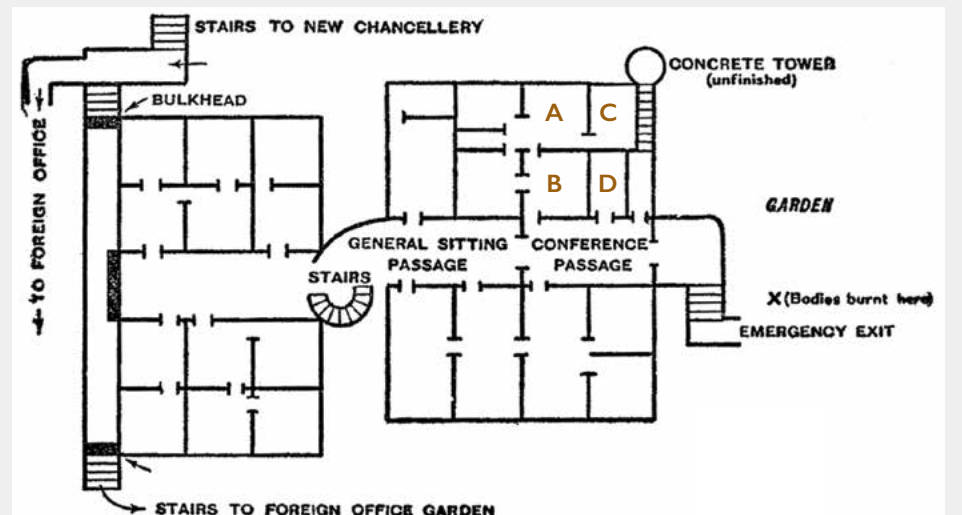 STAIRS TO NEW CHANCELLERY
CONCRETE TOWER
(unfinished)
BULKHEAD
A
C
TO FOREIGN OFFICE
B
D
GARDEN
GENERAL SITTING
PASSAGE
CONFERENCE
PASSAGE
STAIRS
X (Bodies burnt here)
EMERGENCY EXIT
STAIRS TO FOREIGN OFFICE GARDEN